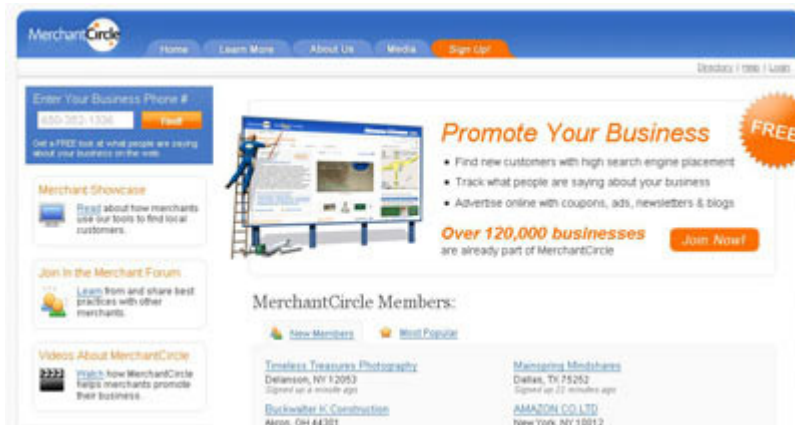 MerchantCircle
Home Learn More About Us Media Sign Up!
Directory | Help | Login
Enter Your Business Phone #
650-352-1336 Find!
Get a FREE look at what people are saying
about your business on the web.
Merchant Showcase
Read about how merchants
use our tools to find local
customers.
Join In the Merchant Forum
Learn from and share best
practices with other
merchants.
Videos About MerchantCircle
Watch how MerchantCircle
helps merchants promote
their business.
Promote Your Business
FREE
• Find new customers with high search engine placement
• Track what people are saying about your business
• Advertise online with coupons, ads, newsletters & blogs
Over 120,000 businesses
are already part of MerchantCircle
Join Now!
MerchantCircle Members:
New Members Most Popular
Timeless Treasures Photography
Delanson, NY 12053
Signed up a minute ago
Buckwalter K Construction
Akron, OH 44301
Mainspring Mindshares
Dallas, TX 75252
Signed up 22 minutes ago
AMAZON CO LTD
New York, NY 10012